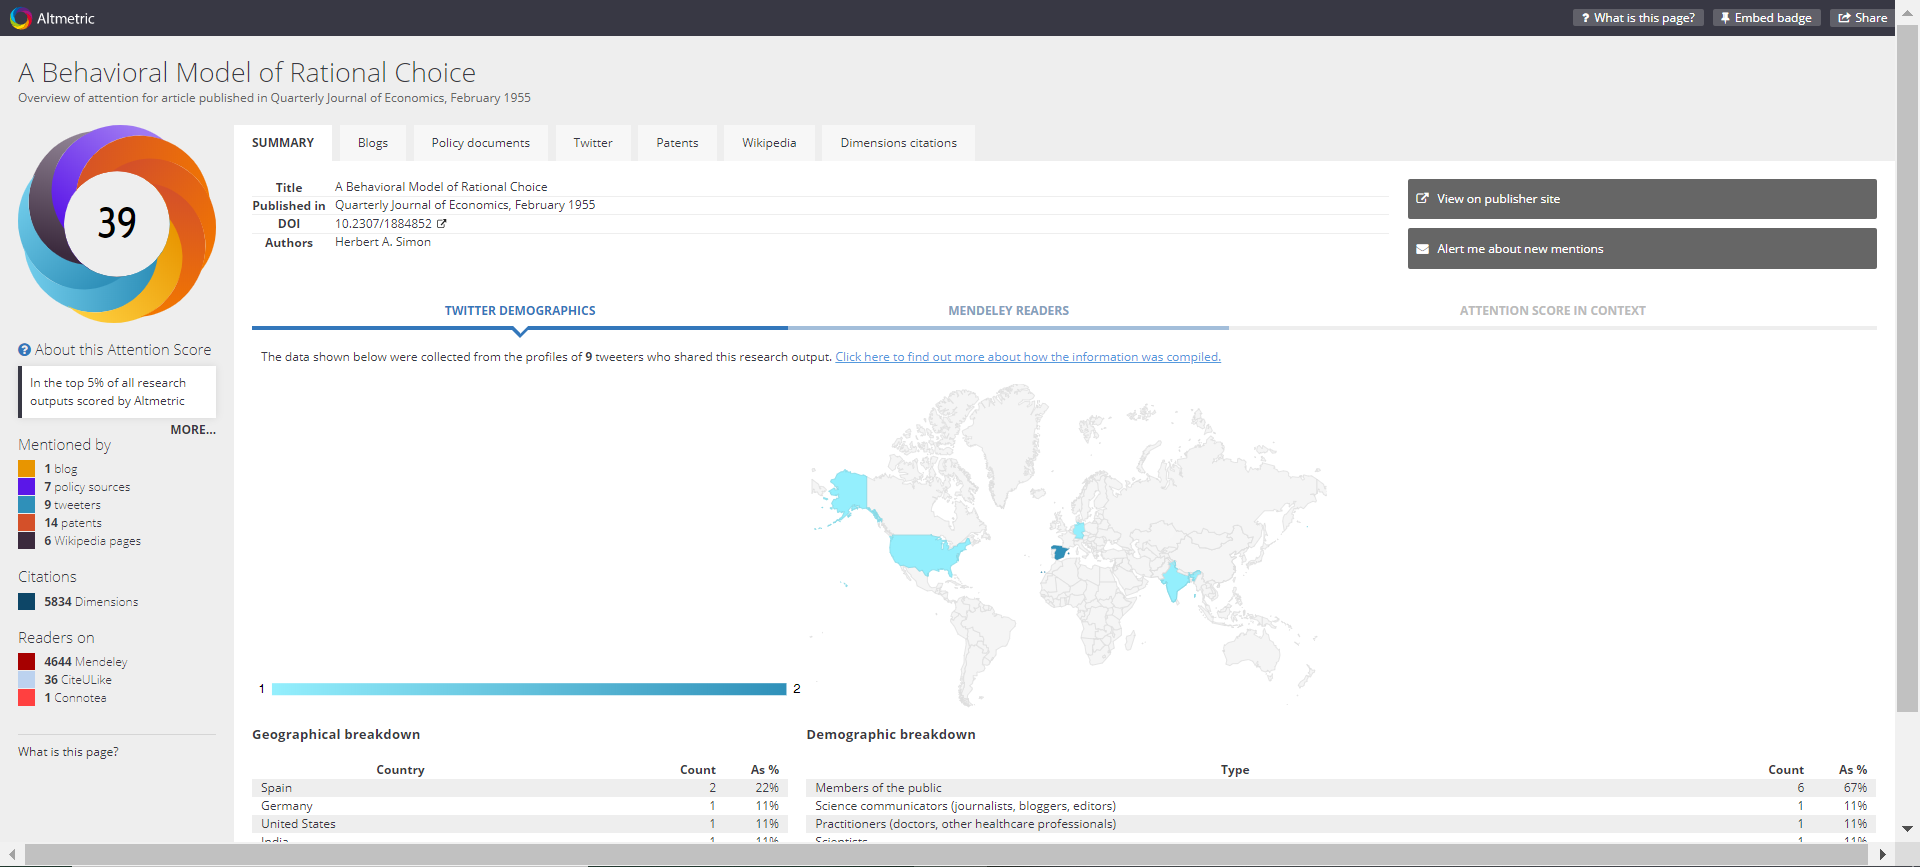 Altmetric
? What is this page?
Embed badge
Share
A Behavioral Model of Rational Choice
Overview of attention for article published in Quarterly Journal of Economics, February 1955
39
SUMMARY
Blogs
Policy documents
Twitter
Patents
Wikipedia
Dimensions citations
Title A Behavioral Model of Rational Choice
Published in Quarterly Journal of Economics, February 1955
DOI 10.2307/1884852
Authors Herbert A. Simon
View on publisher site
Alert me about new mentions
TWITTER DEMOGRAPHICS
MENDELEY READERS
ATTENTION SCORE IN CONTEXT
The data shown below were collected from the profiles of 9 tweeters who shared this research output. Click here to find out more about how the information was compiled.
? About this Attention Score
In the top 5% of all research
outputs scored by Altmetric
MORE...
Mentioned by
1 blog
7 policy sources
9 tweeters
14 patents
6 Wikipedia pages
Citations
5834 Dimensions
Readers on
4644 Mendeley
36 CiteULike
1 Connotea
What is this page?
1
2
Geographical breakdown
Country Count As %
Spain 2 22%
Germany 1 11%
United States 1 11%
India 1 11%
Demographic breakdown
Type Count As %
Members of the public 6 67%
Science communicators (journalists, bloggers, editors) 1 11%
Practitioners (doctors, other healthcare professionals) 1 11%
Scientists 1 11%